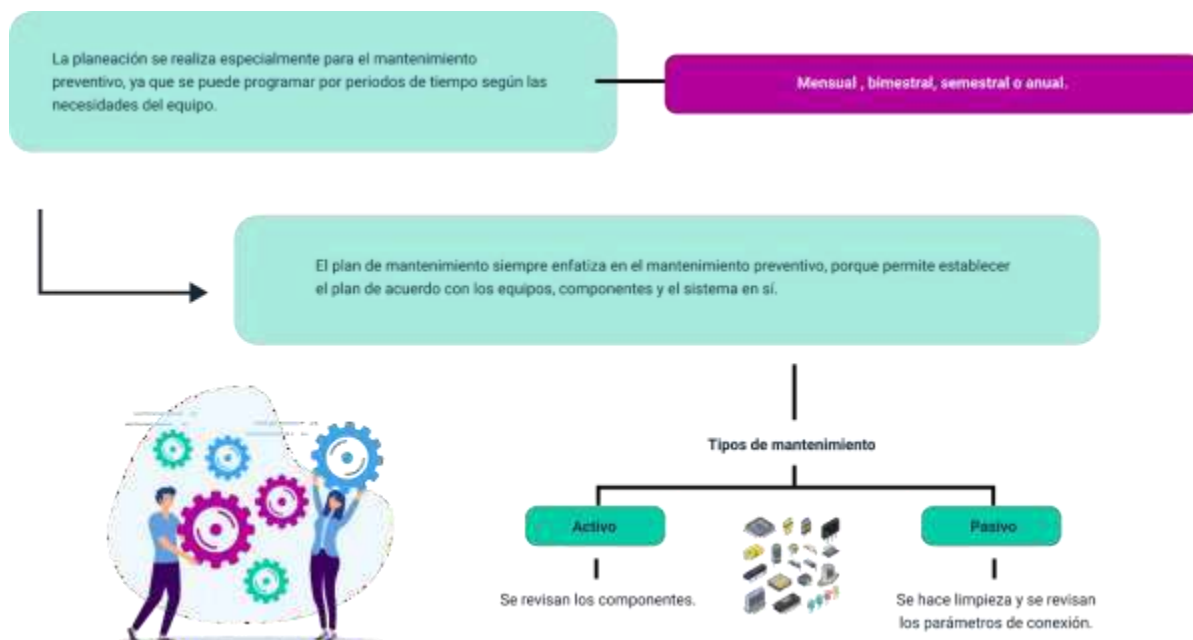 La planeación se realiza especialmente para el mantenimiento
preventivo, ya que se puede programar por periodos de tiempo según las
necesidades del equipo.
Mensual , bimestral, semestral o anual.
El plan de mantenimiento siempre enfatiza en el mantenimiento preventivo, porque permite establecer
el plan de acuerdo con los equipos, componentes y el sistema en sí.
Tipos de mantenimiento
Activo
Pasivo
Se revisan los componentes.
Se hace limpieza y se revisan
los parámetros de conexión.